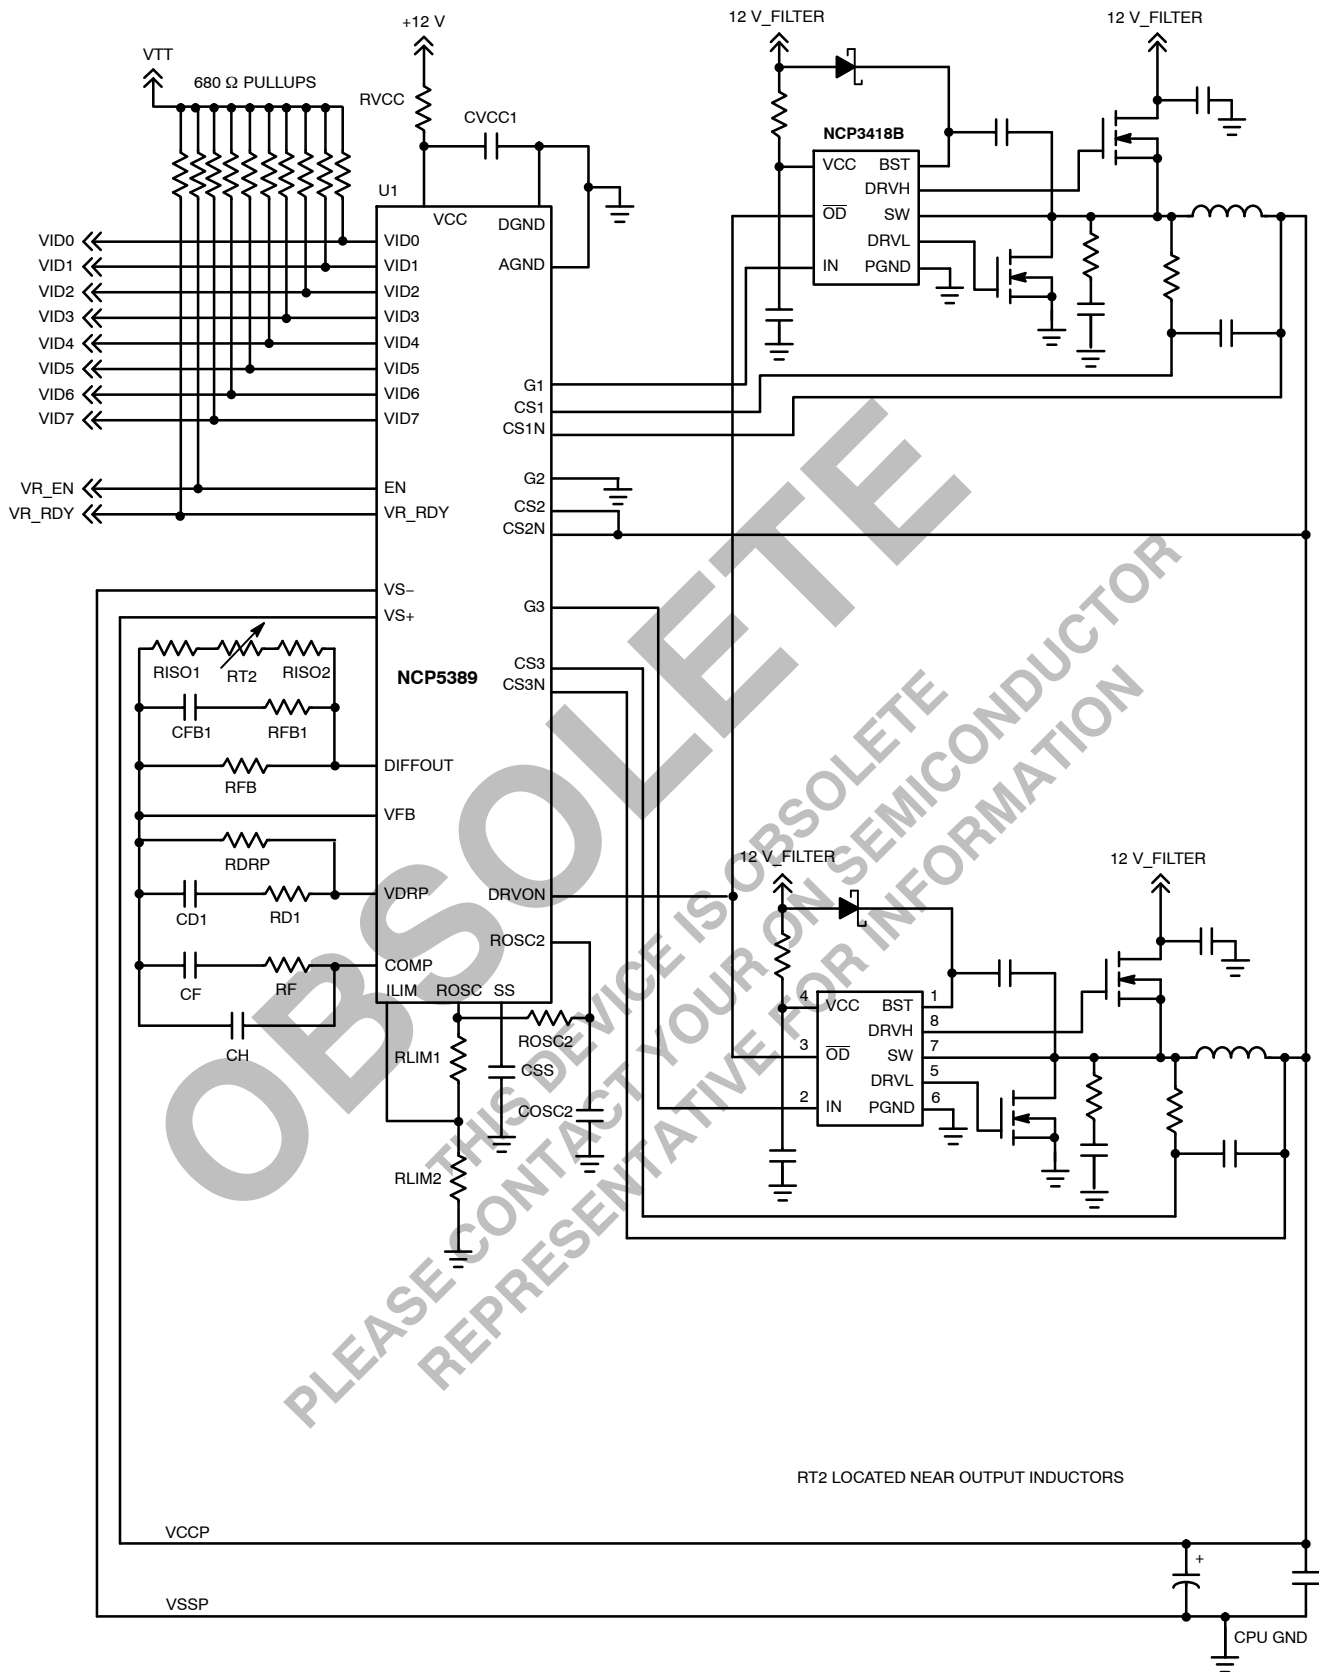 +12 V
12 V_FILTER
12 V_FILTER
VTT
680 Ω PULLUPS
RVCC
CVCC1
NCP3418B
VCC
BST
DRVH
OD
SW
DRVL
IN
PGND
U1
VCC
DGND
AGND
VID0
VID0
VID1
VID1
VID2
VID2
VID3
VID3
VID4
VID4
VID5
VID5
VID6
VID6
VID7
VID7
G1
CS1
CS1N
VR_EN
EN
VR_RDY
VR_RDY
G2
CS2
CS2N
VS−
VS+
G3
CS3
CS3N
NCP5389
RISO1
RT2
RISO2
CFB1
RFB1
DIFFOUT
RFB
VFB
RDRP
VDRP
CD1
RD1
DRVON
ROSC2
COMP
CF
RF
ILIM
ROSC
SS
CH
ROSC2
RLIM1
CSS
COSC2
RLIM2
12 V_FILTER
12 V_FILTER
4
VCC
BST
1
DRVH
8
3
OD
SW
7
DRVL
5
2
IN
PGND
6
OBSOLETE
THIS DEVICE IS OBSOLETE
PLEASE CONTACT YOUR ON SEMICONDUCTOR
REPRESENTATIVE FOR INFORMATION
RT2 LOCATED NEAR OUTPUT INDUCTORS
VCCP
+
VSSP
CPU GND